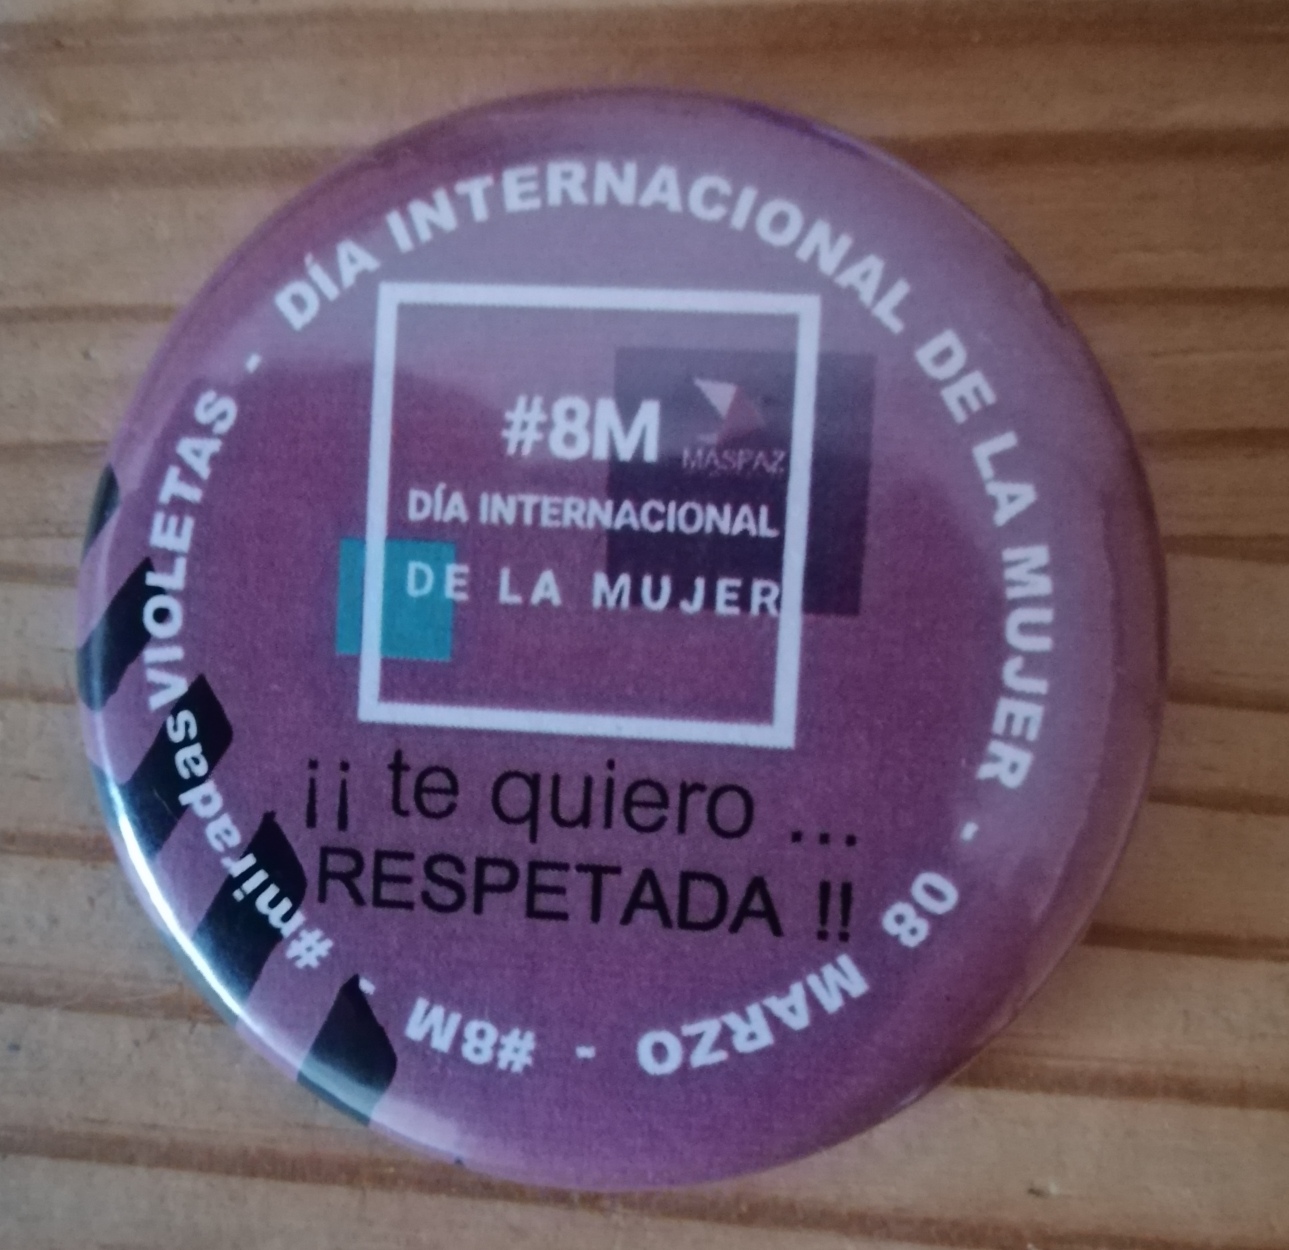 DÍA INTERNACIONAL DE LA MUJER - 08 MARZO - #8M - #miradasVIOLETAS -
#8M
MASPAZ
DÍA INTERNACIONAL
DE LA MUJER
¡¡ te quiero ...
RESPETADA !!